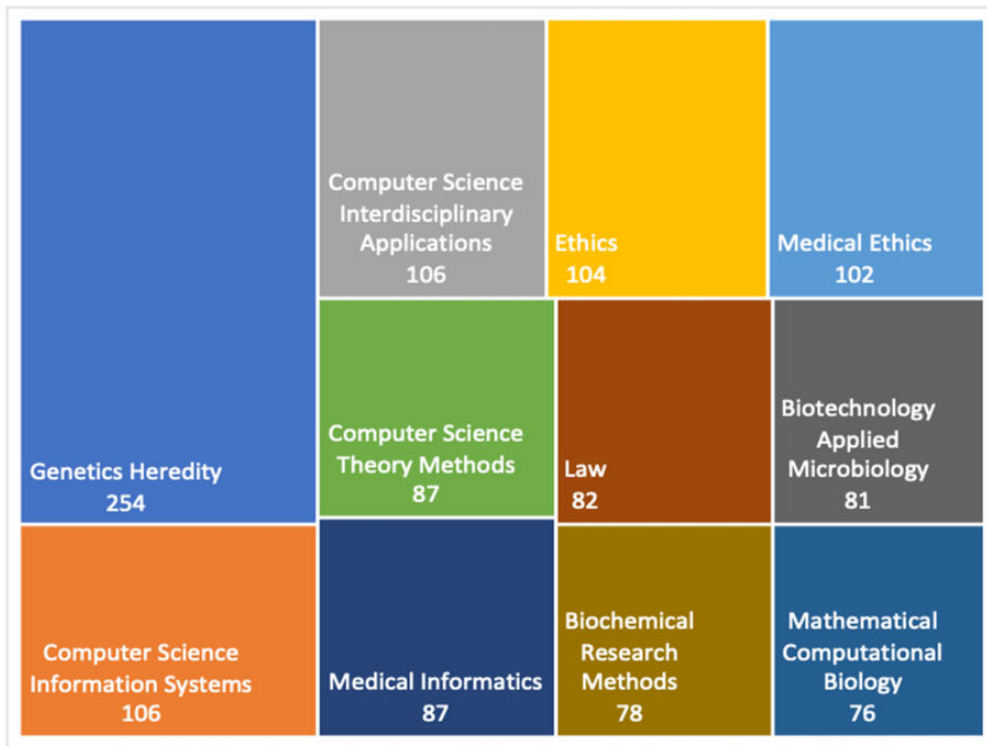 Genetics Heredity
254
Computer Science
Information Systems
106
Computer Science
Interdisciplinary
Applications
106
Ethics
104
Medical Ethics
102
Computer Science
Theory Methods
87
Law
82
Biotechnology
Applied
Microbiology
81
Medical Informatics
87
Biochemical
Research
Methods
78
Mathematical
Computational
Biology
76